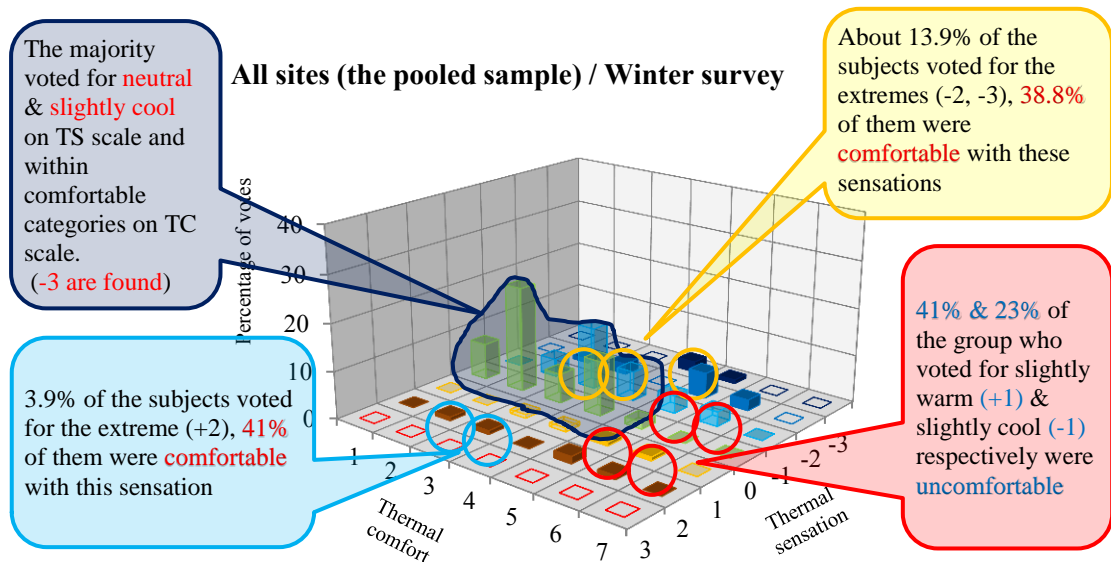 The majority
voted for neutral
& slightly cool
on TS scale and
within
comfortable
categories on TC
scale.
(-3 are found)
All sites (the pooled sample) / Winter survey
About 13.9% of the
subjects voted for the
extremes (-2, -3), 38.8%
of them were
comfortable with these
sensations
3.9% of the subjects voted
for the extreme (+2), 41%
of them were comfortable
with this sensation
41% & 23% of
the group who
voted for slightly
warm (+1) &
slightly cool (-1)
respectively were
uncomfortable
Percentage of votes
40
30
20
10
0
1
2
3
4
5
6
7
Thermal
comfort
3
2
1
0
-1
-2
-3
Thermal
sensation